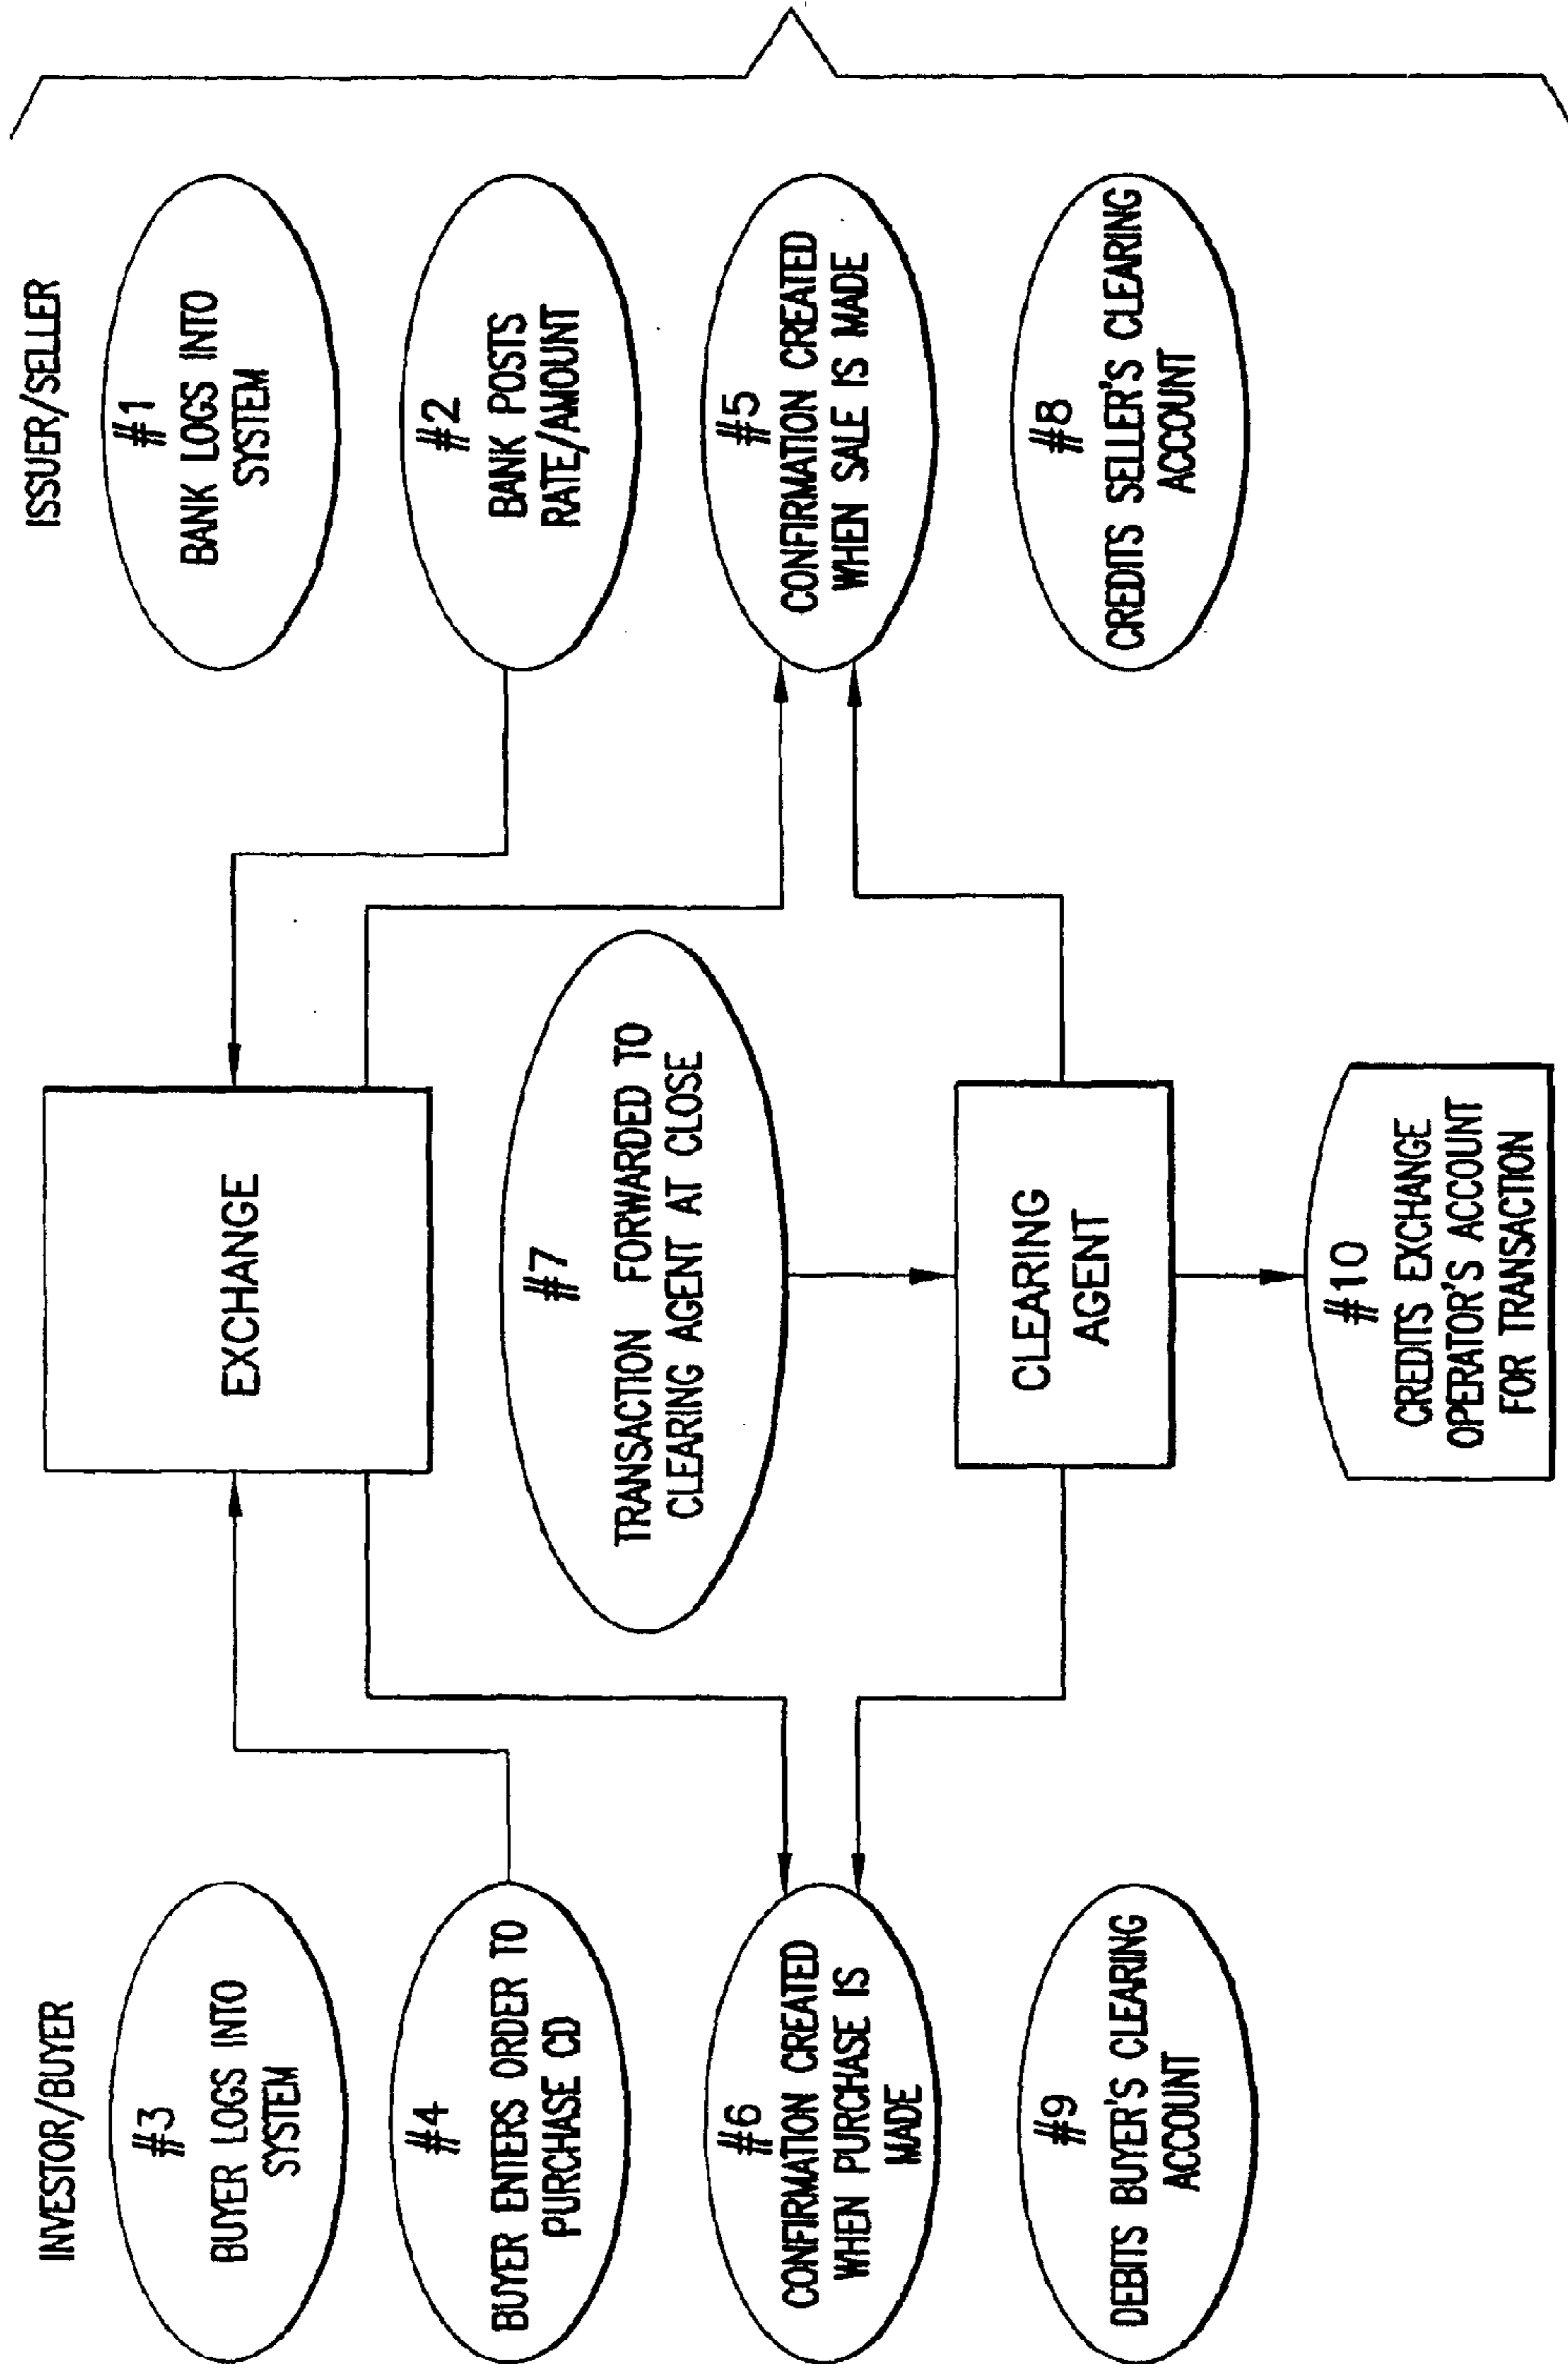 INVESTOR/BUYER
#3
BUYER LOGS INTO
SYSTEM
#4
BUYER ENTERS ORDER TO
PURCHASE CD
#6
CONFIRMATION CREATED
WHEN PURCHASE IS
MADE
#9
DEBITS BUYER'S CLEARING
ACCOUNT
EXCHANGE
#7
TRANSACTION FORWARDED TO
CLEARING AGENT AT CLOSE
CLEARING
AGENT
#10
CREDITS EXCHANGE
OPERATOR'S ACCOUNT
FOR TRANSACTION
ISSUER/SELLER
#1
BANK LOGS INTO
SYSTEM
#2
BANK POSTS
RATE/AMOUNT
#5
CONFIRMATION CREATED
WHEN SALE IS MADE
#8
CREDITS SELLER'S CLEARING
ACCOUNT